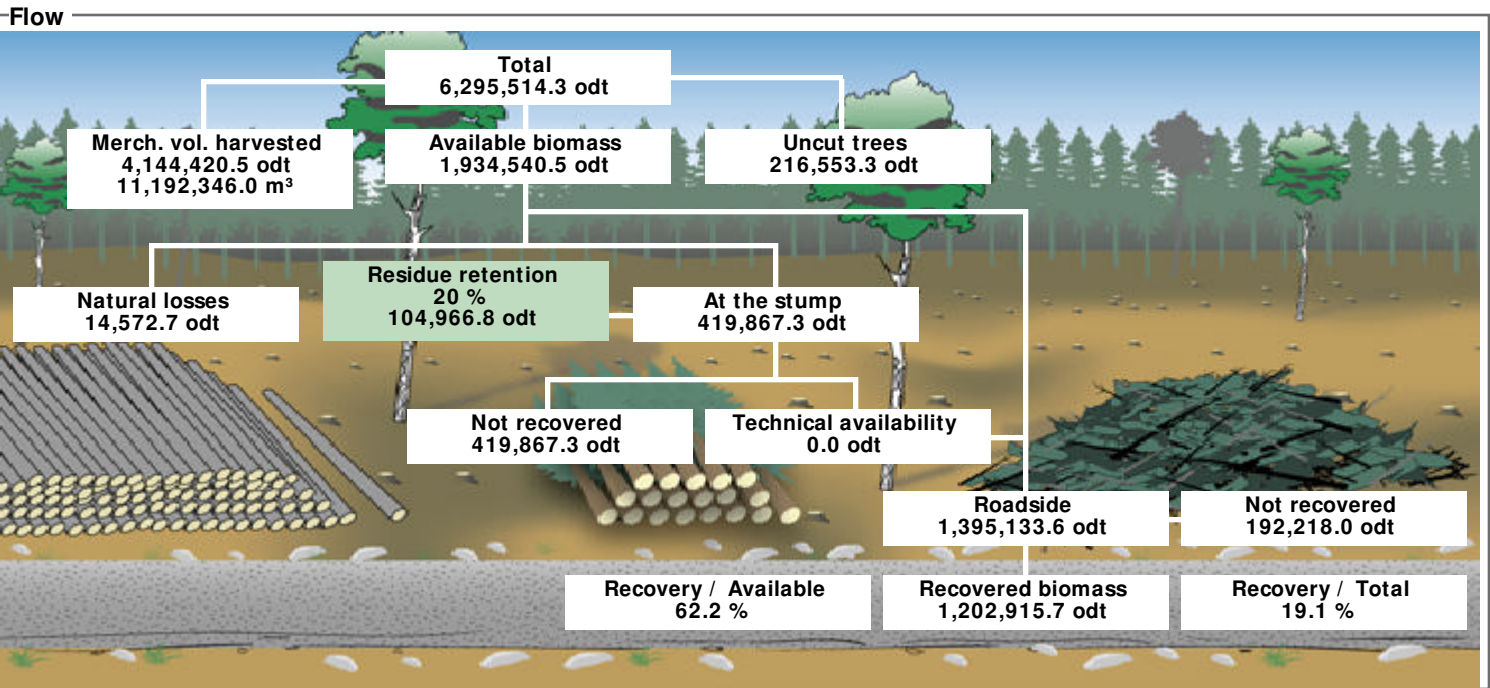 Flow
Total
6,295,514.3 odt
Merch. vol. harvested
4,144,420.5 odt
11,192,346.0 m³
Available biomass
1,934,540.5 odt
Uncut trees
216,553.3 odt
Natural losses
14,572.7 odt
Residue retention
20 %
104,966.8 odt
At the stump
419,867.3 odt
Not recovered
419,867.3 odt
Technical availability
0.0 odt
Roadside
1,395,133.6 odt
Not recovered
192,218.0 odt
Recovery / Available
62.2 %
Recovered biomass
1,202,915.7 odt
Recovery / Total
19.1 %